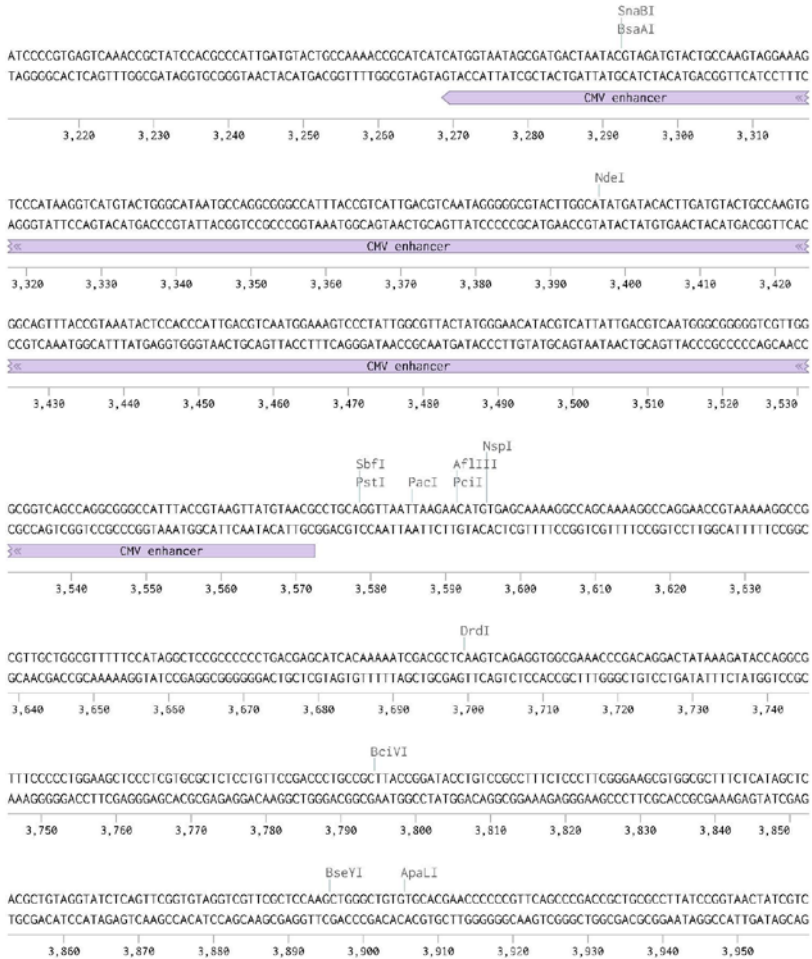 SnaBI
BsaAI
ATCCCCGTGAGTCAAACCGCTATCCACGCCCATTGATGTACTGCCAAAACCGCATCATCATGGTAATAGCGATGACTAATACGTAGATGTACTGCCAAGTAGGAAAG
TAGGGGCACTCAGTTTGGCGATAGGTGCGGGTAACTACATGACGGTTTTGGCGTAGTAGTACCATTATCGCTACTGATTATGCATCTACATGACGGTTCATCCTTTC
CMV enhancer
3,220 3,230 3,240 3,250 3,260 3,270 3,280 3,290 3,300 3,310
NdeI
TCCCATAAGGTCATGTACTGGGCATAATGCCAGGCGGGCCATTTACCGTCATTGACGTCAATAGGGGGCGTACTTGGCATATGATACACTTGATGTACTGCCAAGTG
AGGGTATTCCAGTACATGACCCGTATTACGGTCCGCCCGGTAAATGGCAGTAACTGCAGTTATCCCCCGCATGAACCGTATACTATGTGAACTACATGACGGTTCAC
CMV enhancer
3,320 3,330 3,340 3,350 3,360 3,370 3,380 3,390 3,400 3,410 3,420
GGCAGTTTACCGTAAATACTCCACCCATTGACGTCAATGGAAAGTCCCTATTGGCGTTACTATGGGAACATACGTCATTATTGACGTCAATGGGCGGGGGTCGTTGG
CCGTCAAATGGCATTTATGAGGTGGGTAACTGCAGTTACCTTTCAGGGATAACCGCAATGATACCCTTGTATGCAGTAATAACTGCAGTTACCCGCCCCCAGCAACC
CMV enhancer
3,430 3,440 3,450 3,460 3,470 3,480 3,490 3,500 3,510 3,520 3,530
NspI
SbfI AflIII
PstI PacI PciI
GCGGTCAGCCAGGCGGGCCATTTACCGTAAGTTATGTAACGCCTGCAGGTTAATTAAGAACATGTGAGCAAAAGGCCAGCAAAAGGCCAGGAACCGTAAAAAGGCCG
CGCCAGTCGGTCCGCCCGGTAAATGGCATTCAATACATTGCGGACGTCCAATTAATTCTTGTACACTCGTTTTCCGGTCGTTTTCCGGTCCTTGGCATTTTTCCGGC
CMV enhancer
3,540 3,550 3,560 3,570 3,580 3,590 3,600 3,610 3,620 3,630
DrdI
CGTTGCTGGCGTTTTTCCATAGGCTCCGCCCCCCTGACGAGCATCACAAAAATCGACGCTCAAGTCAGAGGTGGCGAAACCCGACAGGACTATAAAGATACCAGGCG
GCAACGACCGCAAAAAGGTATCCGAGGCGGGGGGACTGCTCGTAGTGTTTTTAGCTGCGAGTTCAGTCTCCACCGCTTTGGGCTGTCCTGATATTTCTATGGTCCGC
3,640 3,650 3,660 3,670 3,680 3,690 3,700 3,710 3,720 3,730 3,740
BciVI
TTTCCCCCTGGAAGCTCCCTCGTGCGCTCTCCTGTTCCGACCCTGCCGCTTACCGGATACCTGTCCGCCTTTCTCCCTTCGGGAAGCGTGGCGCTTTCTCATAGCTC
AAAGGGGGACCTTCGAGGGAGCACGCGAGAGGACAAGGCTGGGACGGCGAATGGCCTATGGACAGGCGGAAAGAGGGAAGCCCTTCGCACCGCGAAAGAGTATCGAG
3,750 3,760 3,770 3,780 3,790 3,800 3,810 3,820 3,830 3,840 3,850
BseYI ApaLI
ACGCTGTAGGTATCTCAGTTCGGTGTAGGTCGTTCGCTCCAAGCTGGGCTGTGTGCACGAACCCCCCGTTCAGCCCGACCGCTGCGCCTTATCCGGTAACTATCGTC
TGCGACATCCATAGAGTCAAGCCACATCCAGCAAGCGAGGTTCGACCCGACACACGTGCTTGGGGGGCAAGTCGGGCTGGCGACGCGGAATAGGCCATTGATAGCAG
3,860 3,870 3,880 3,890 3,900 3,910 3,920 3,930 3,940 3,950